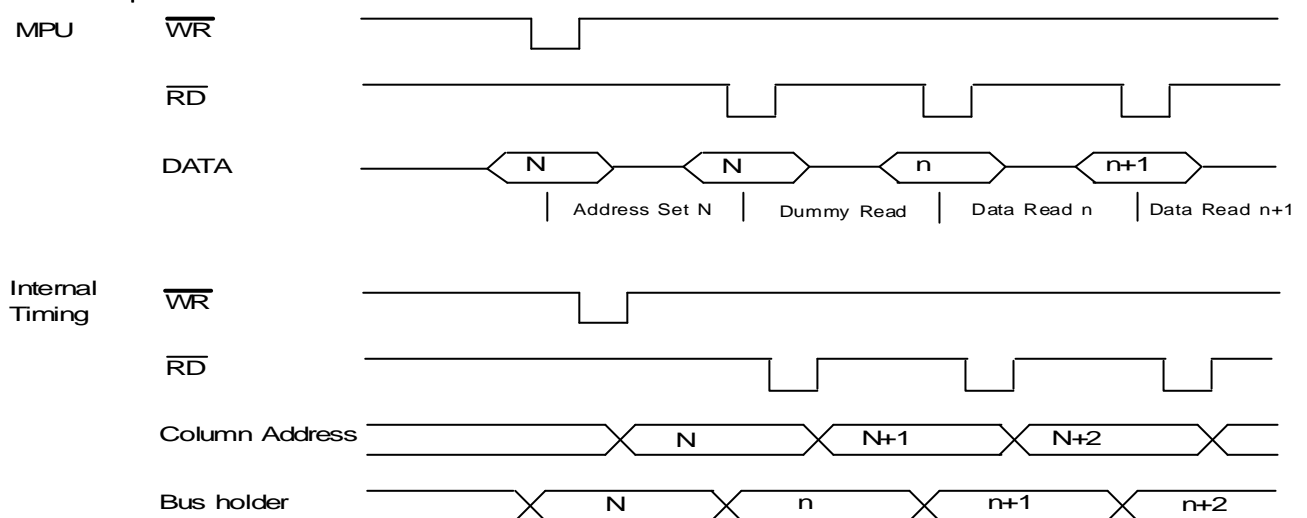 MPU WR
RD
DATA N N n n+1
Address Set N Dummy Read Data Read n Data Read n+1
Internal
Timing
WR
RD
Column Address N N+1 N+2
Bus holder N n n+1 n+2